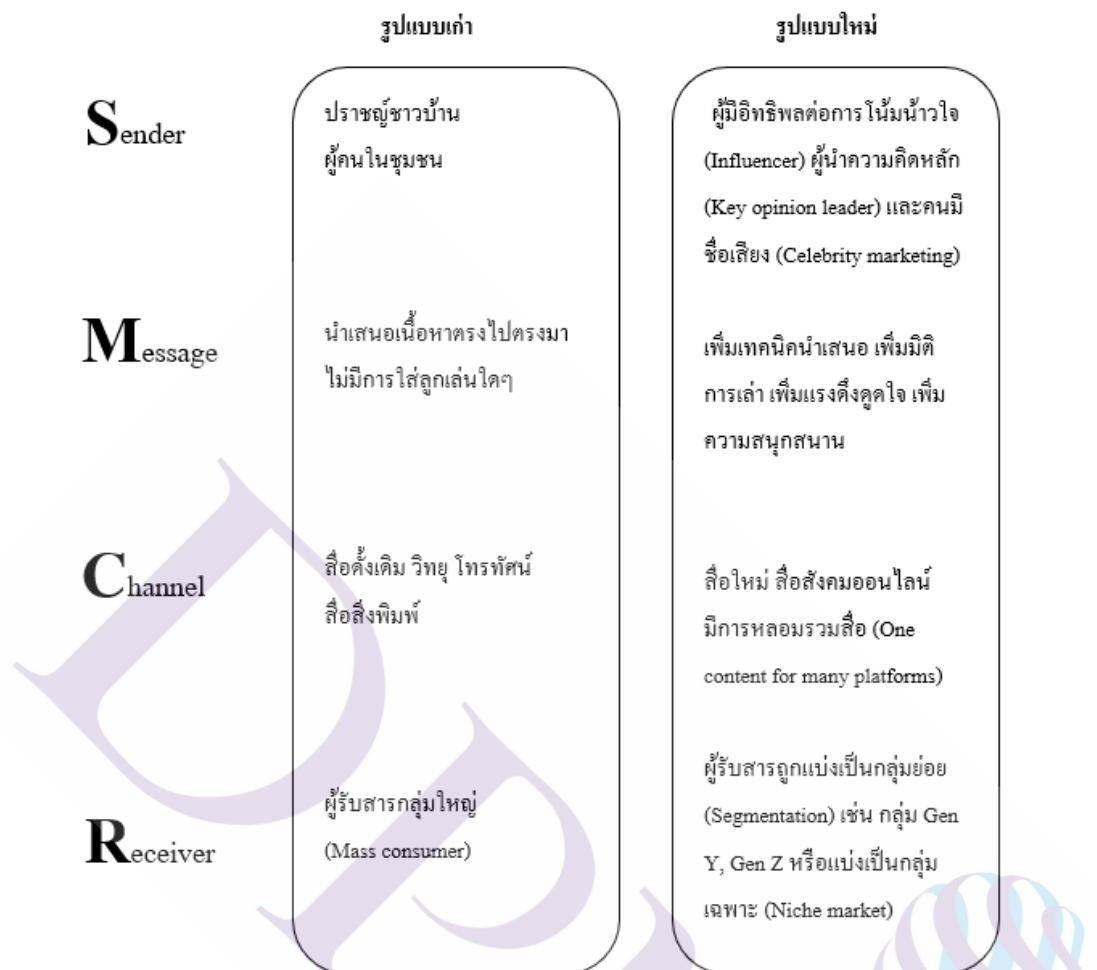 รูปแบบเก่า
รูปแบบใหม่
Sender
ปราชญ์ชาวบ้าน
ผู้คนในชุมชน
ผู้มีอิทธิพลต่อการโน้มน้าวใจ
(Influencer) ผู้นำความคิดหลัก
(Key opinion leader) และคนมี
ชื่อเสียง (Celebrity marketing)
Message
นำเสนอเนื้อหาตรงไปตรงมา
ไม่มีการใส่ลูกเล่นใดๆ
เพิ่มเทคนิคนำเสนอ เพิ่มมิติ
การเล่า เพิ่มแรงดึงดูดใจ เพิ่ม
ความสนุกสนาน
Channel
สื่อดั้งเดิม วิทยุ โทรทัศน์
สื่อสิ่งพิมพ์
สื่อใหม่ สื่อสังคมออนไลน์
มีการหลอมรวมสื่อ (One
content for many platforms)
Receiver
ผู้รับสารกลุ่มใหญ่
(Mass consumer)
ผู้รับสารถูกแบ่งเป็นกลุ่มย่อย
(Segmentation) เช่น กลุ่ม Gen
Y, Gen Z หรือแบ่งเป็นกลุ่ม
เฉพาะ (Niche market)